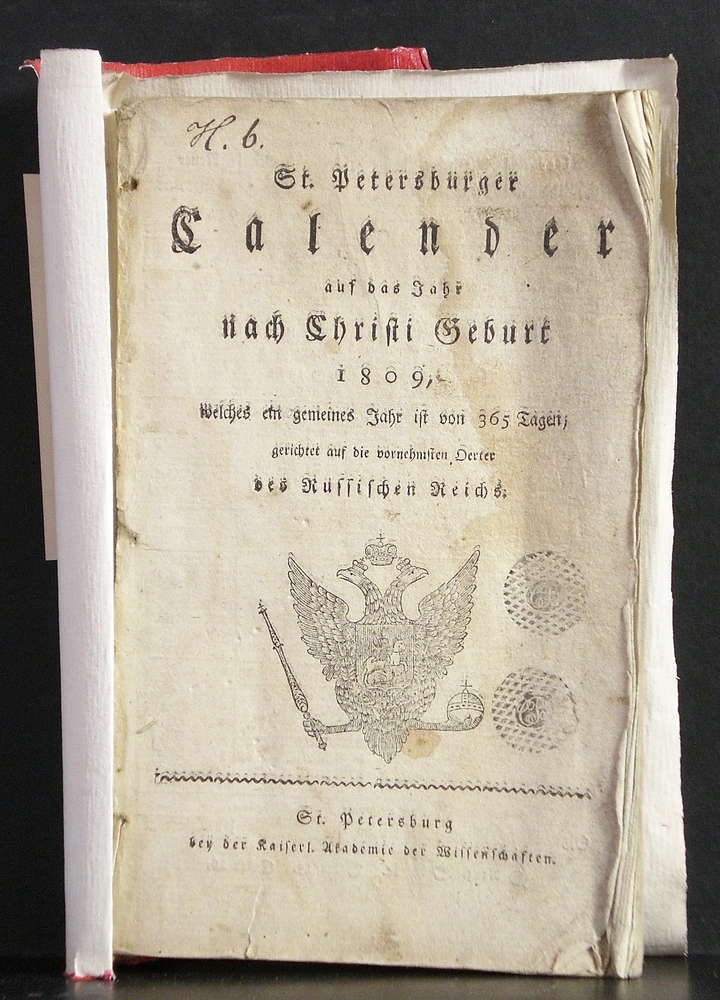 H. 6.
St. Petersburger
Calender
auf das Jahr
nach Christi Geburt
1809,
Welches ein gemeines Jahr ist von 365 Tagen;
gerichtet auf die vornehmsten Oerter
des Russischen Reichs.
St. Petersburg
bey der Kaiserl. Akademie der Wissenschaften.